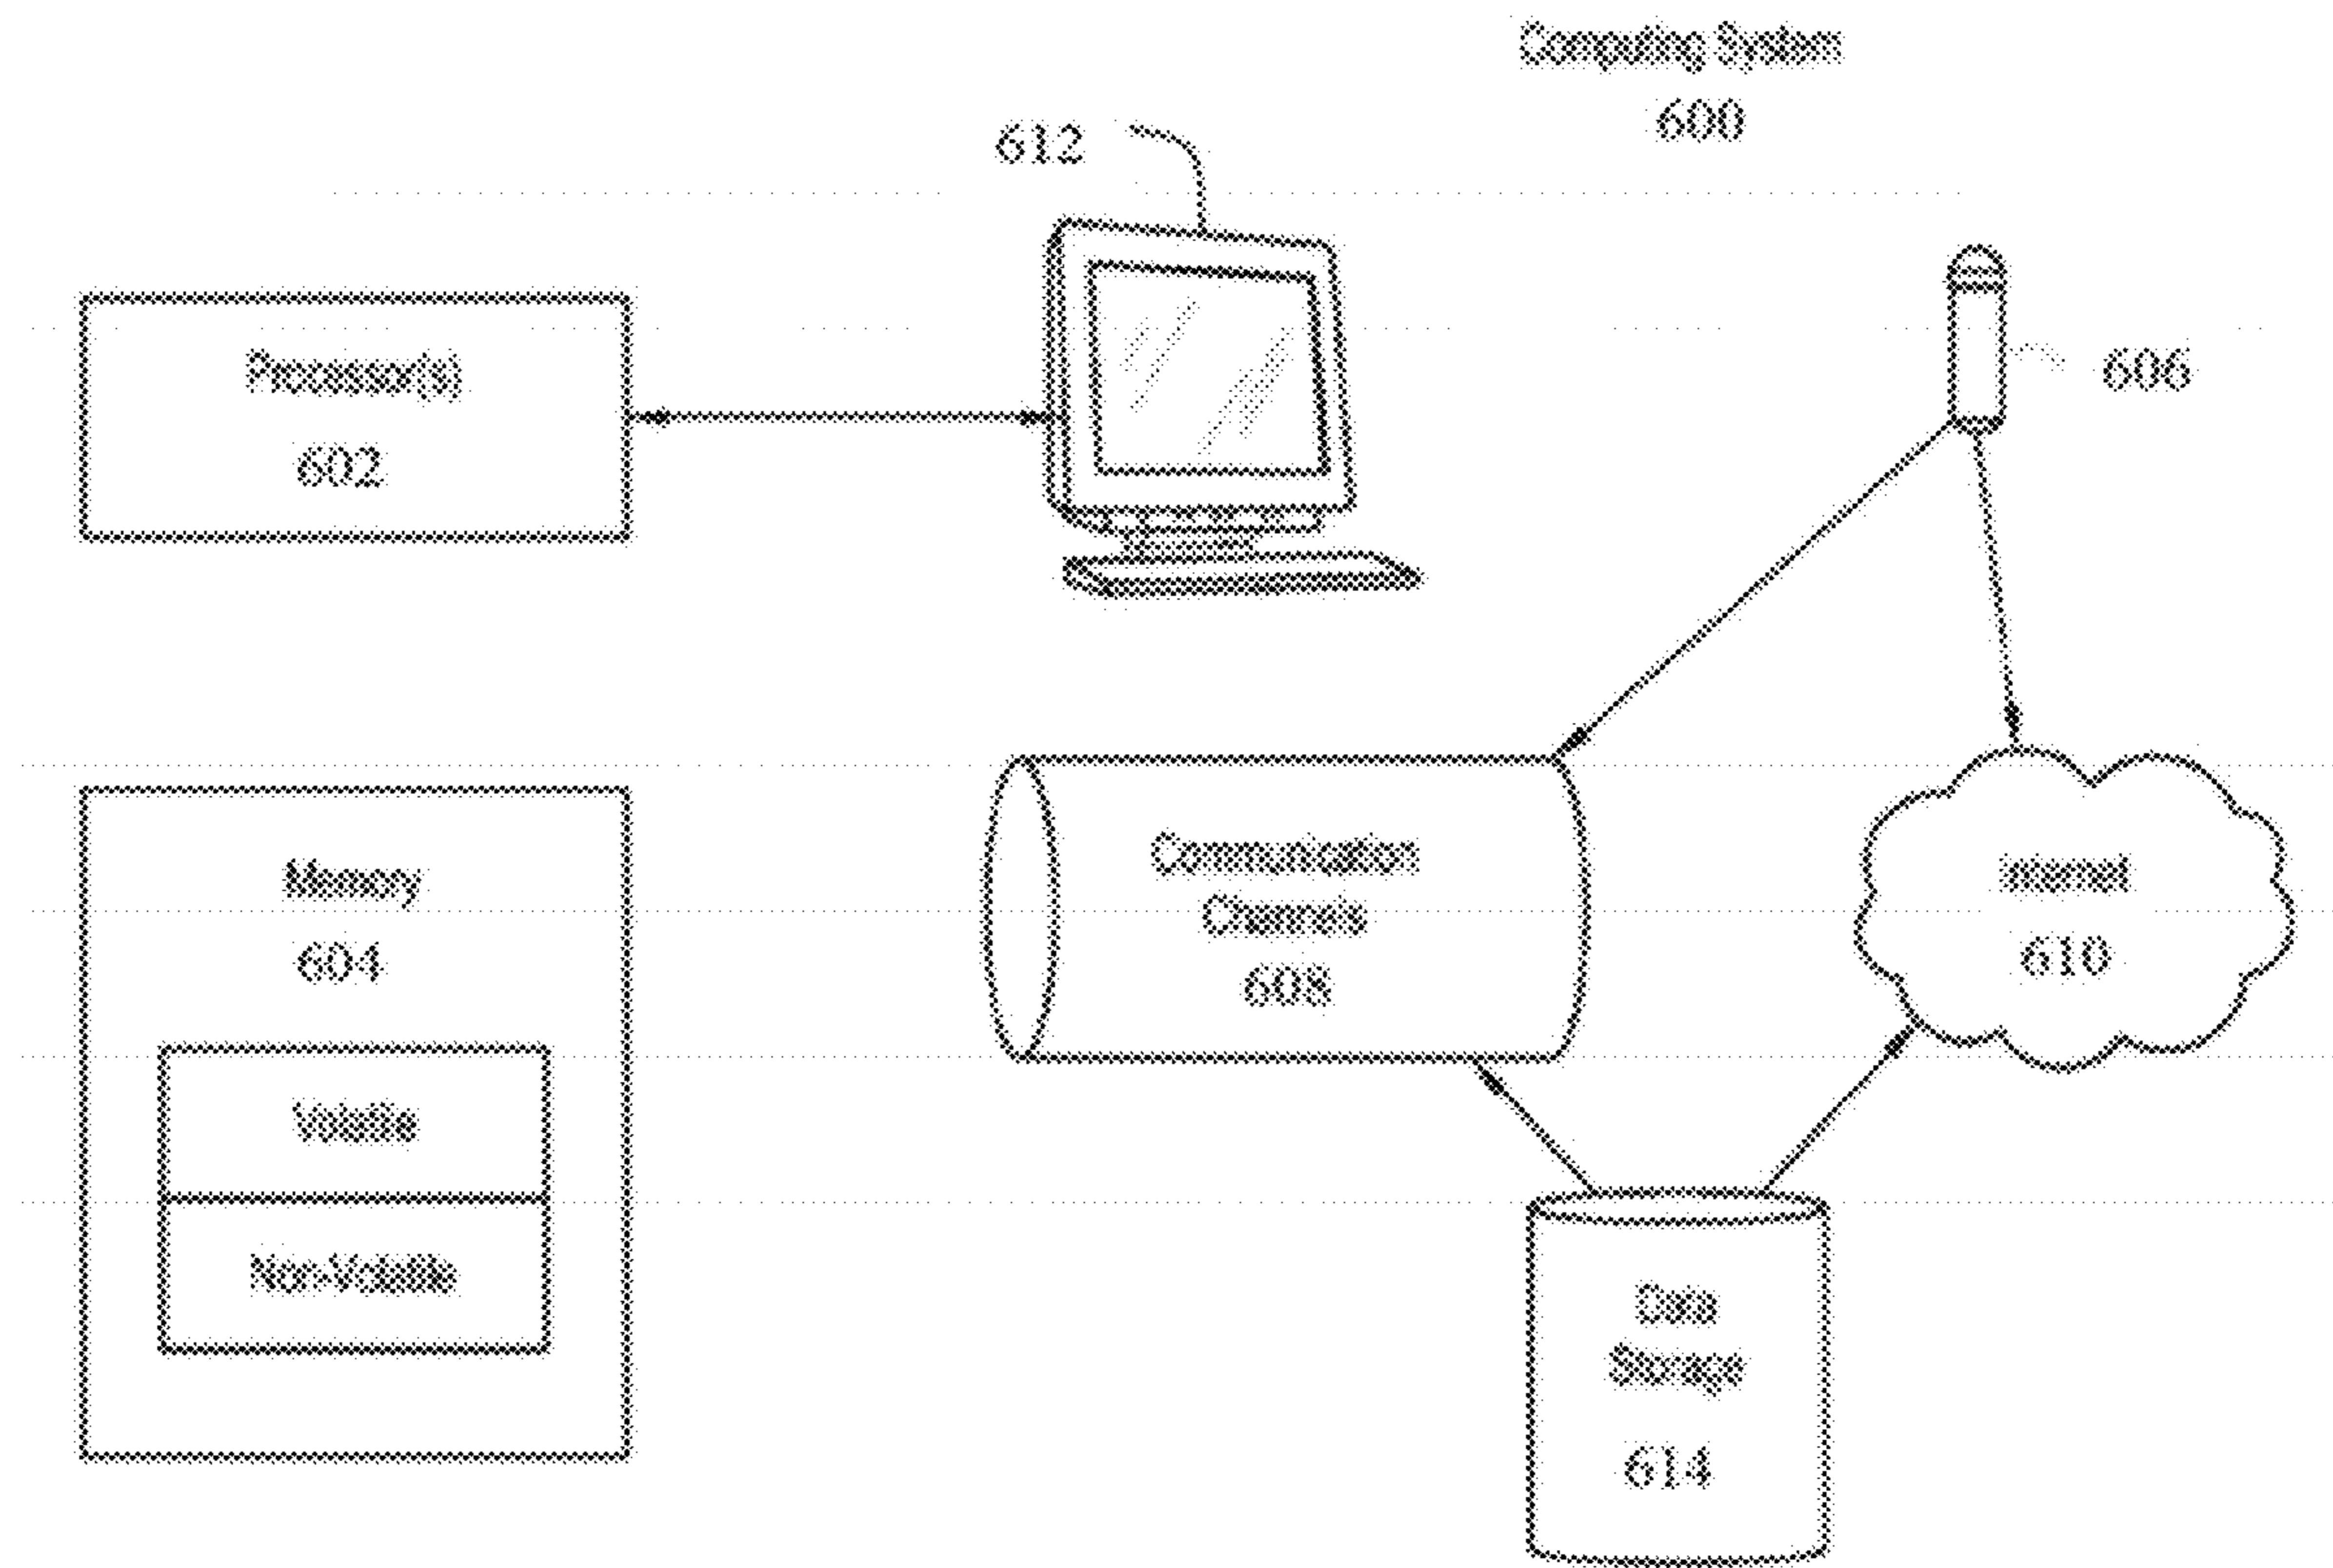 Computing System
600
612
Processor(s)
602
606
Memory
604
Volatile
Non-Volatile
Communication
Channels
608
Internet
610
Data
Storage
614